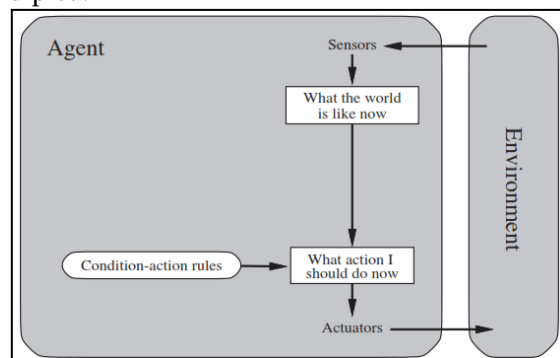 Agent
Sensors
What the world
is like now
Environment
Condition-action rules
What action I
should do now
Actuators